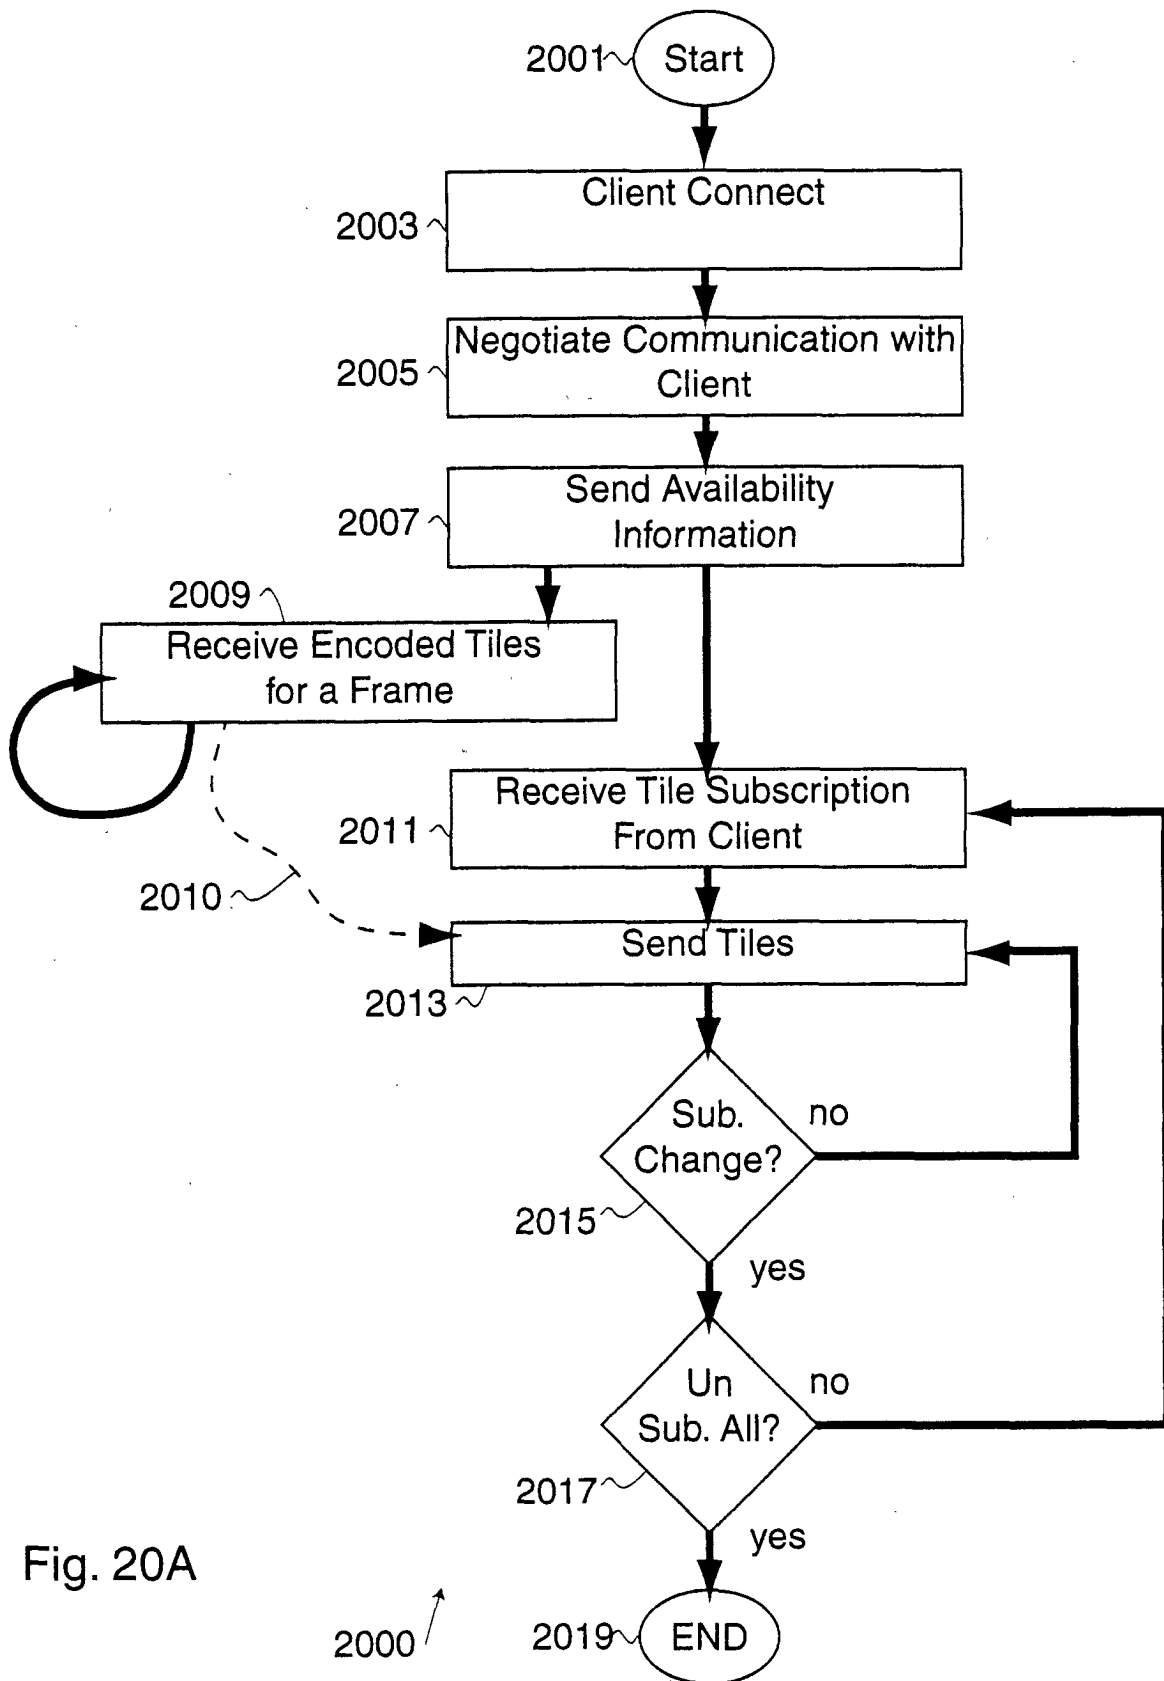 2001
Start
Client Connect
2003
Negotiate Communication with
Client
2005
Send Availability
Information
2007
2009
Receive Encoded Tiles
for a Frame
Receive Tile Subscription
From Client
2011
2010
Send Tiles
2013
Sub.
Change?
no
2015
yes
Un
Sub. All?
no
2017
yes
Fig. 20A
2000
2019
END